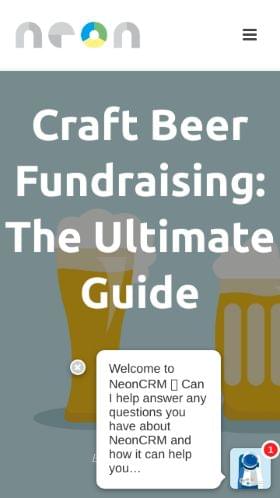 neon
Craft Beer
Fundraising:
The Ultimate
Guide
Welcome to
NeonCRM Can
I help answer any
questions you
have about
NeonCRM and
how it can help
you...
1